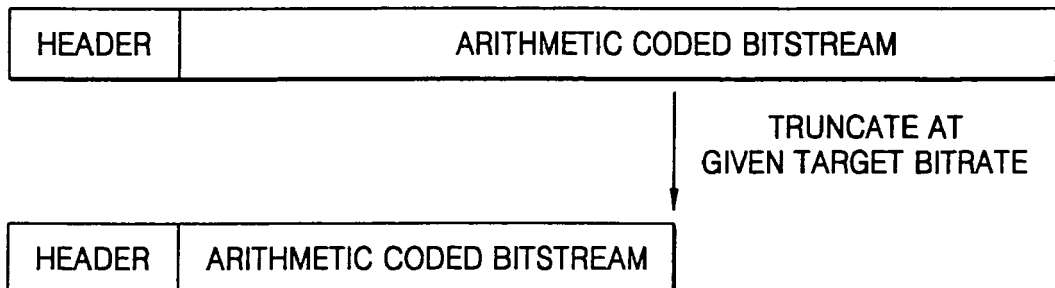 HEADER ARITHMETIC CODED BITSTREAM
TRUNCATE AT
GIVEN TARGET BITRATE
HEADER ARITHMETIC CODED BITSTREAM